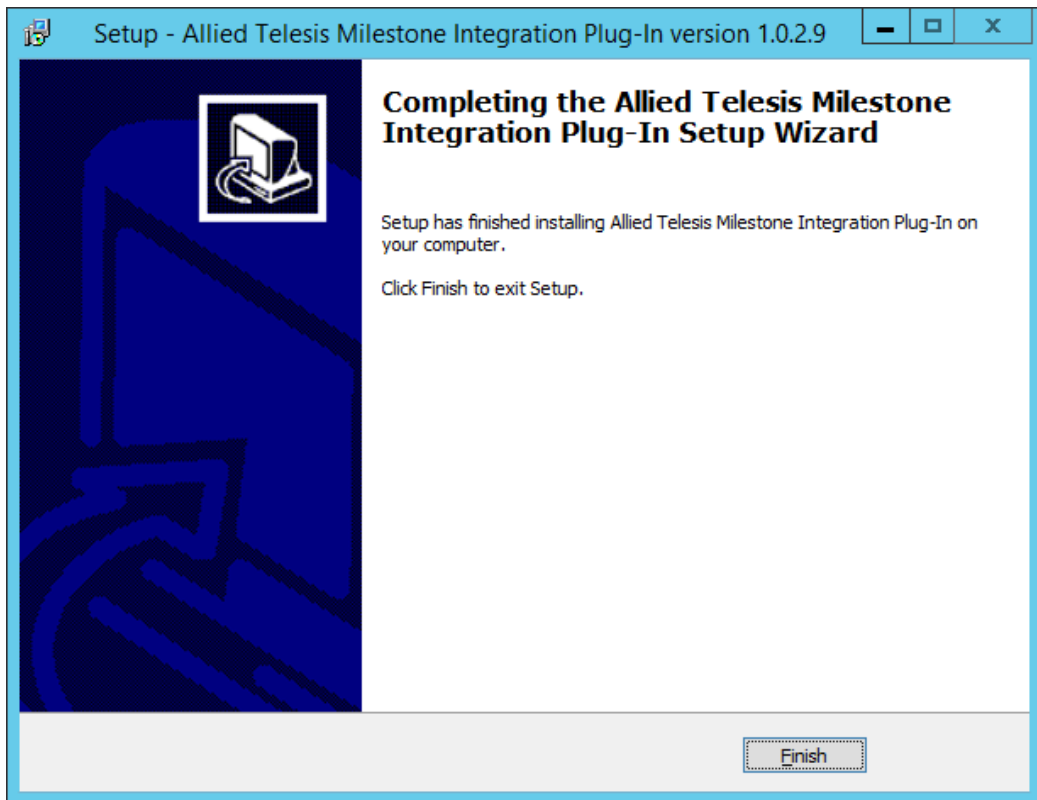 Setup - Allied Telesis Milestone Integration Plug-In version 1.0.2.9
Completing the Allied Telesis Milestone
Integration Plug-In Setup Wizard
Setup has finished installing Allied Telesis Milestone Integration Plug-In on
your computer.
Click Finish to exit Setup.
Finish